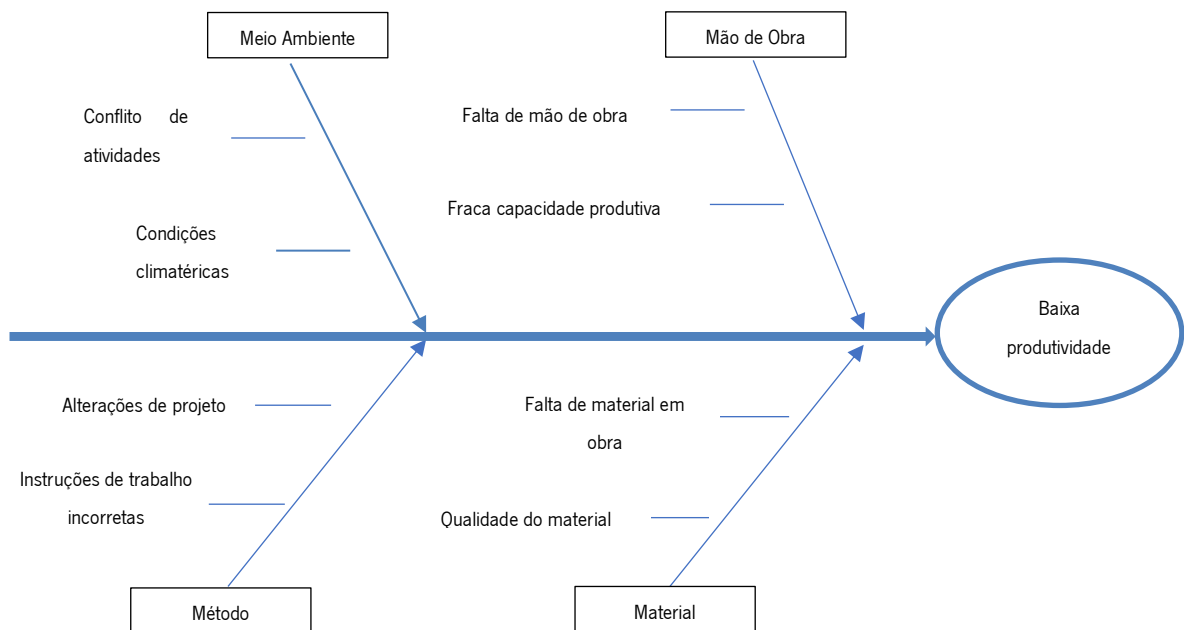 Meio Ambiente
Mão de Obra
Conflito de
atividades
Falta de mão de obra
Fraca capacidade produtiva
Condições
climatéricas
Baixa
produtividade
Alterações de projeto
Falta de material em
obra
Instruções de trabalho
incorretas
Qualidade do material
Método
Material